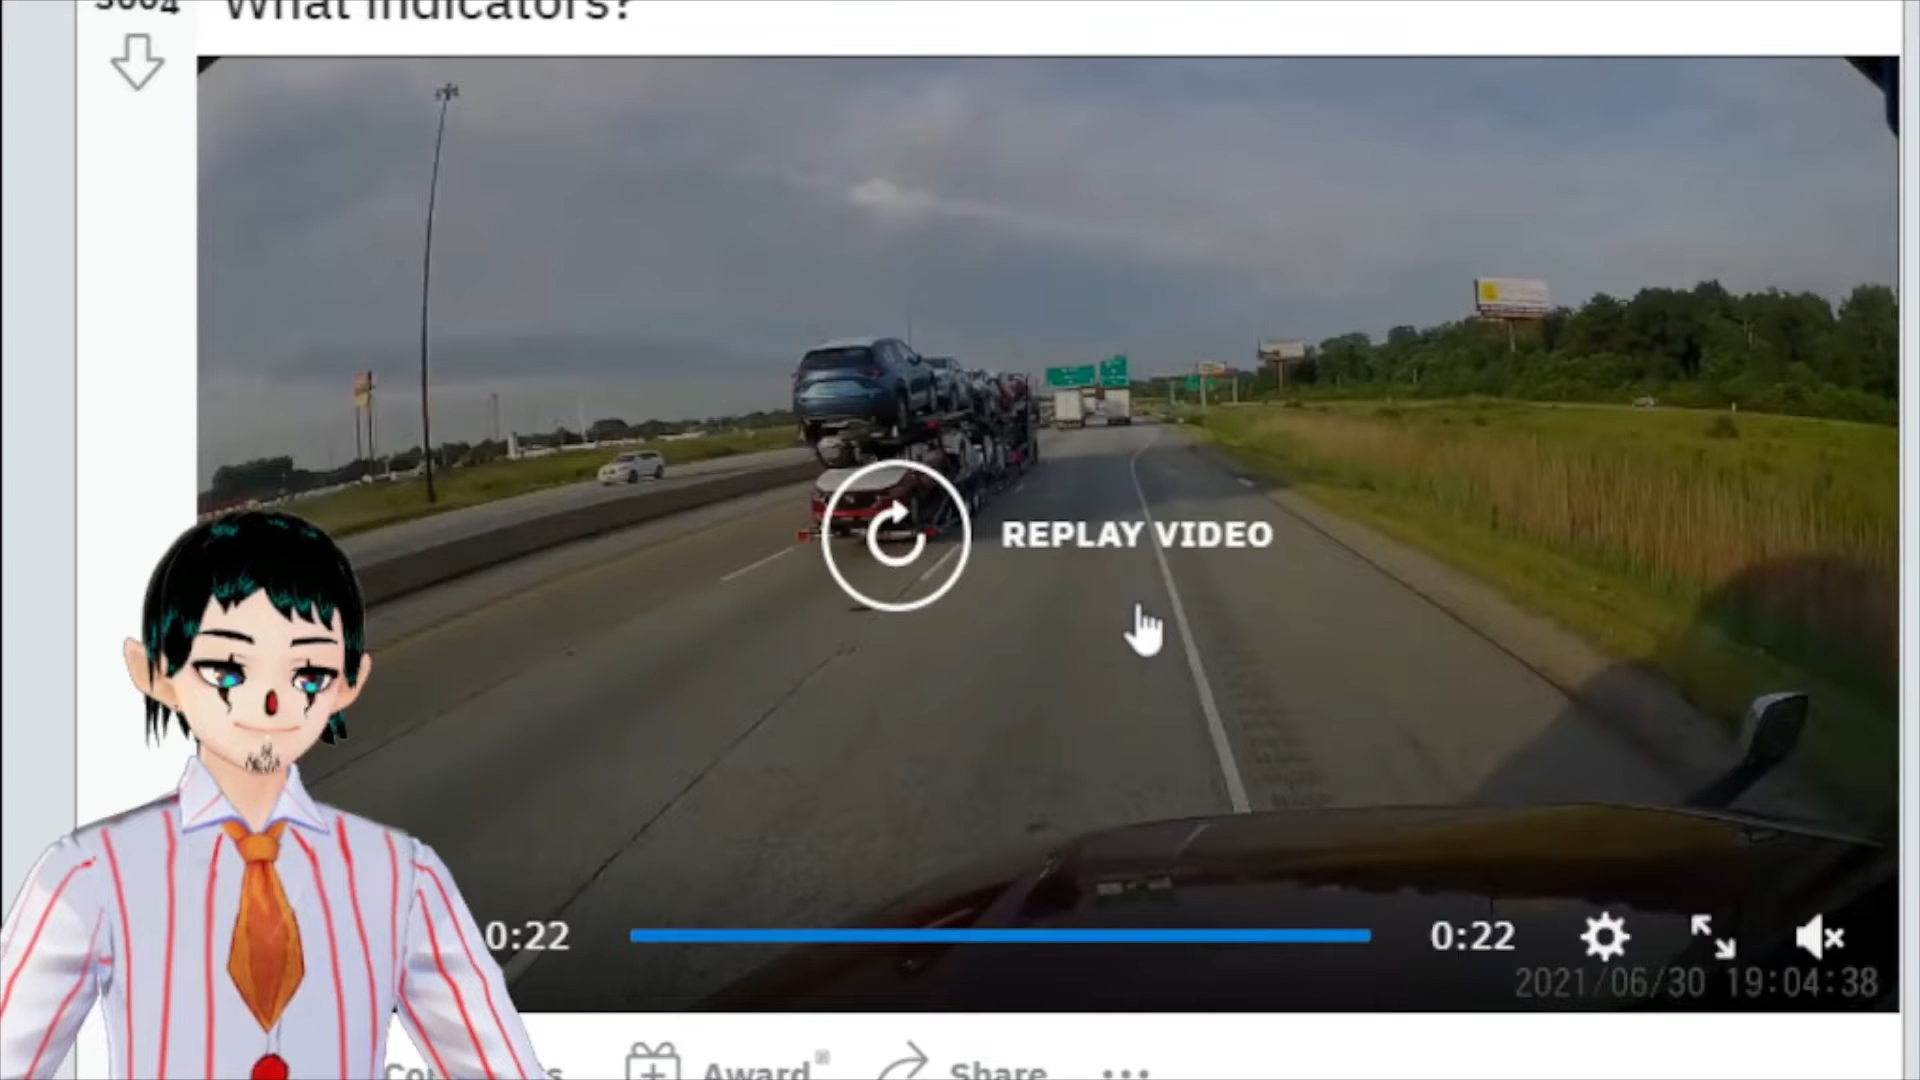 What indicators?
REPLAY VIDEO
0:22
0:22
2021/06/30 19:04:38
Award
Share